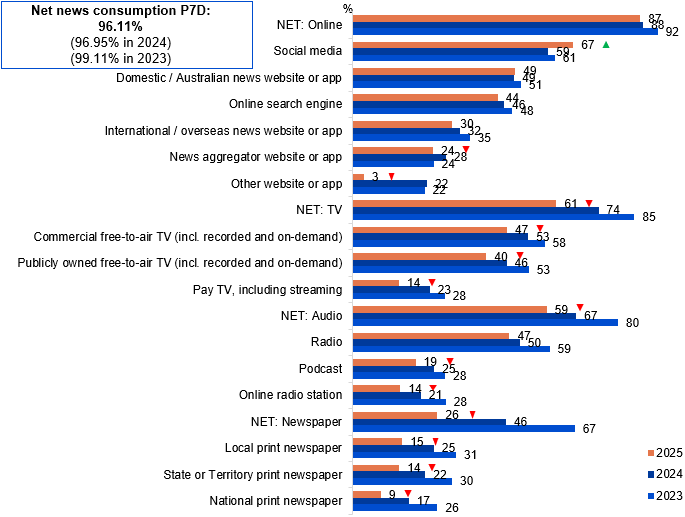 Net news consumption P7D:
96.11%
(96.95% in 2024)
(99.11% in 2023)
%
NET: Online 87 88 92
Social media 67 59 61
Domestic / Australian news website or app 49 49 51
Online search engine 44 46 48
International / overseas news website or app 30 32 35
News aggregator website or app 24 28 24
Other website or app 3 22 22
NET: TV 61 74 85
Commercial free-to-air TV (incl. recorded and on-demand) 47 53 58
Publicly owned free-to-air TV (incl. recorded and on-demand) 40 46 53
Pay TV, including streaming 14 23 28
NET: Audio 59 67 80
Radio 47 50 59
Podcast 19 25 28
Online radio station 14 21 28
NET: Newspaper 26 46 67
Local print newspaper 15 25 31
State or Territory print newspaper 14 22 30
National print newspaper 9 17 26
2025
2024
2023